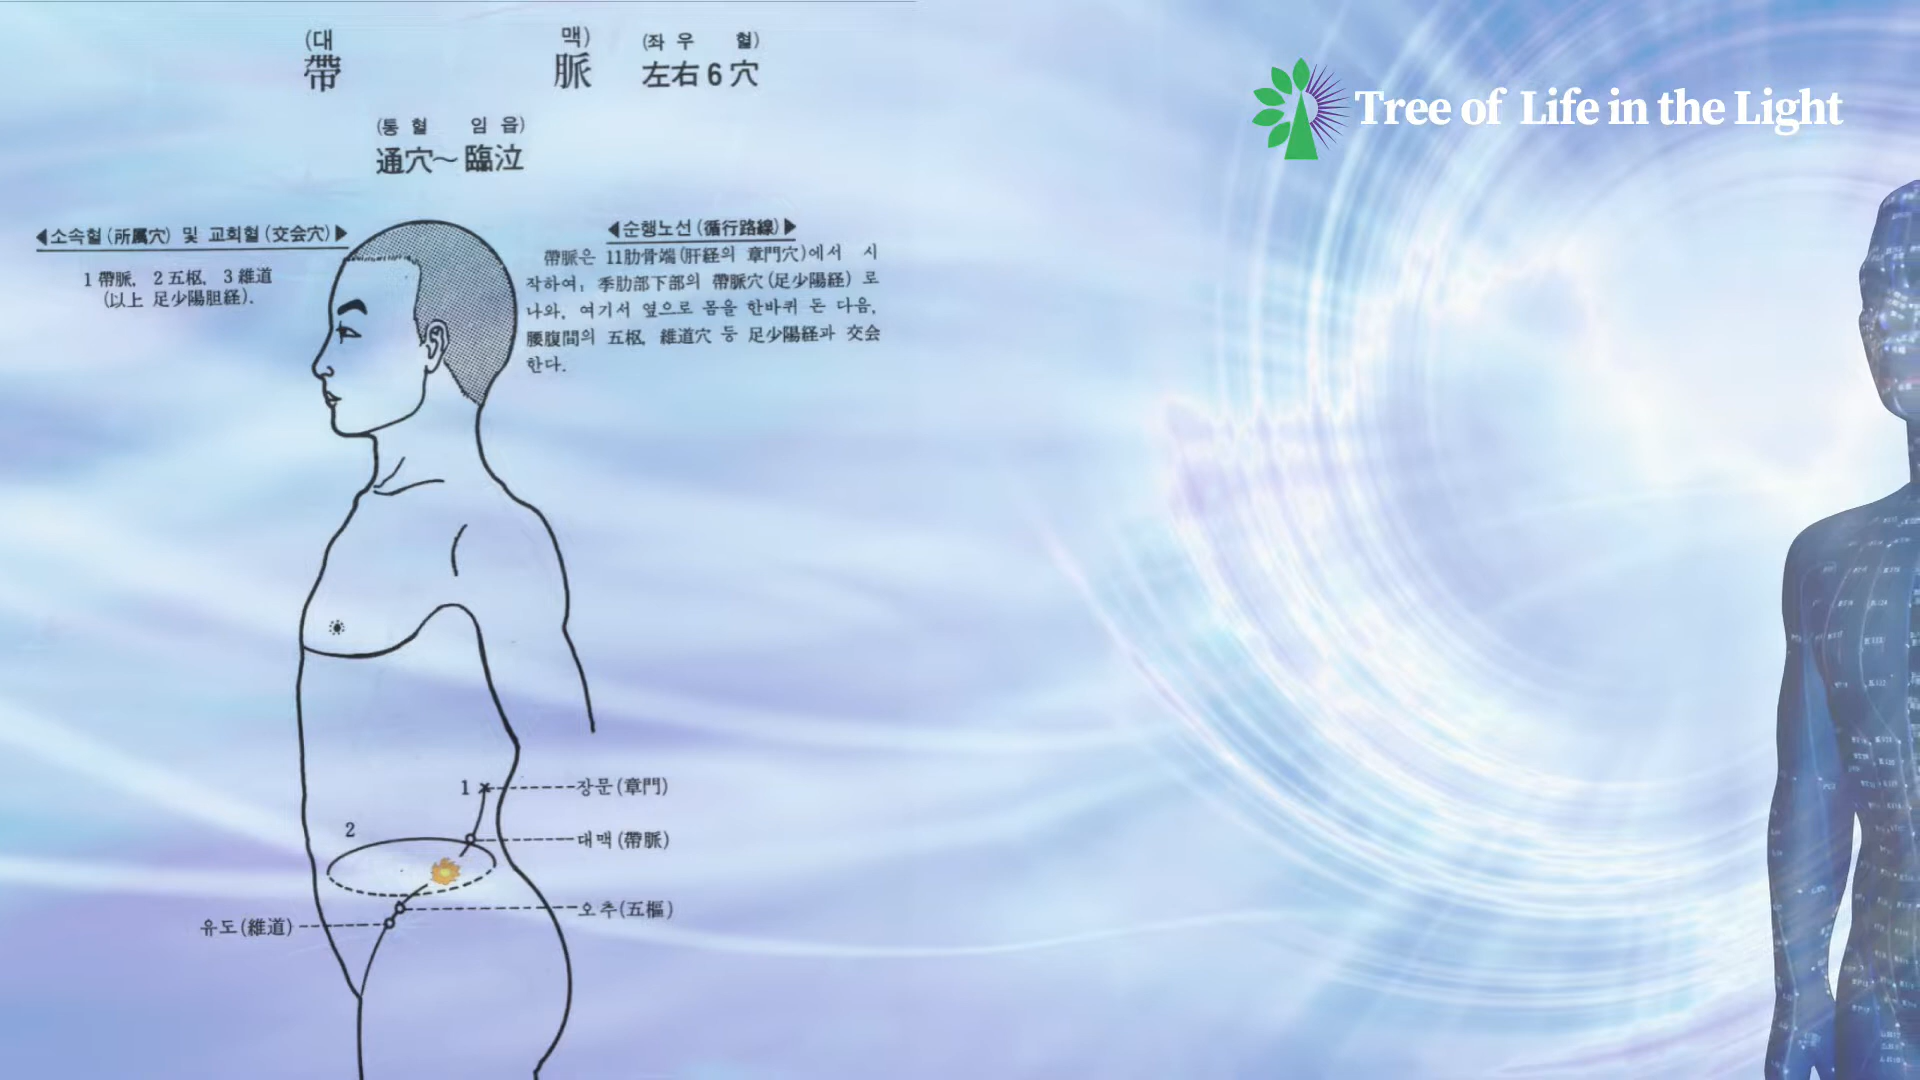 (대 맥) (좌 우 혈)
帶 脈 左右 6 穴
(통 혈 임 읍)
通穴~臨泣
◀소속혈(所属穴) 및 교회혈(交会穴)▶
1 帶脈, 2 五枢, 3 維道
(以上 足少陽胆経).
◀순행노선(循行路線)▶
帶脈은 11肋骨端(肝経의 章門穴)에서 시
작하여, 季肋部下部의 帶脈穴(足少陽経)로
나와, 여기서 옆으로 몸을 한바퀴 돈 다음,
腰腹間의 五枢, 維道穴 등 足少陽経과 交会
한다.
1 장문(章門)
2
대맥(帶脈)
오추(五樞)
유도(維道)
Tree of Life in the Light